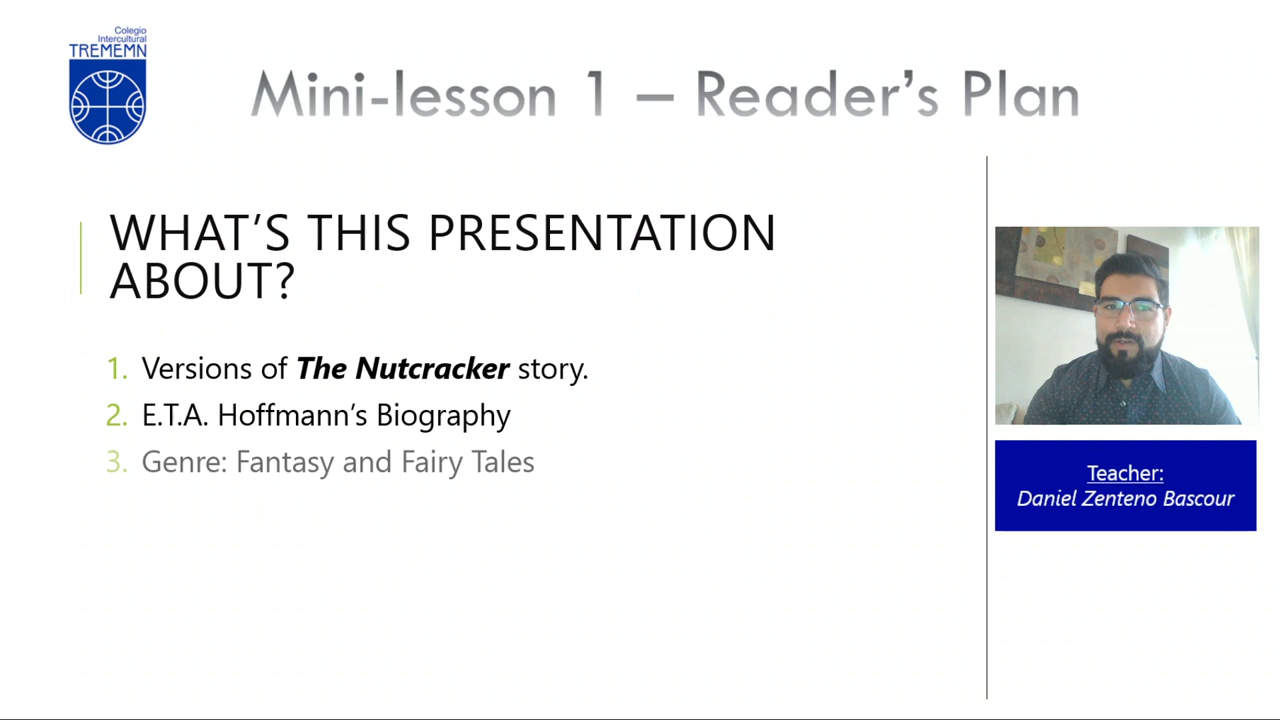 Colegio
Intercultural
TREMEMN
Mini-lesson 1 – Reader's Plan
WHAT'S THIS PRESENTATION
ABOUT?
1. Versions of The Nutcracker story.
2. E.T.A. Hoffmann's Biography
3. Genre: Fantasy and Fairy Tales
Teacher:
Daniel Zenteno Bascour